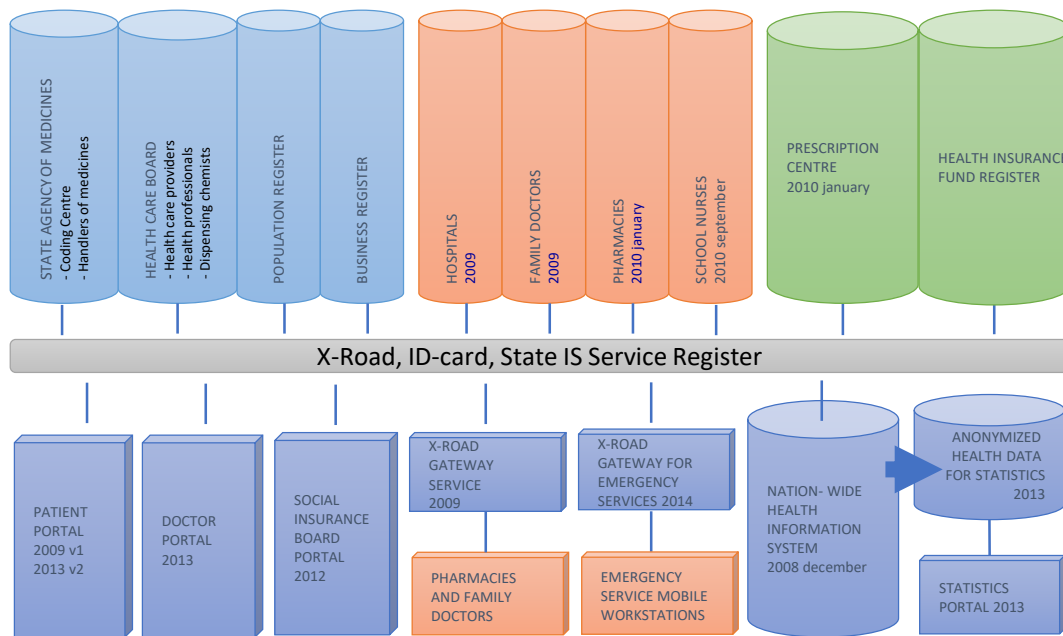 STATE AGENCY OF MEDICINES
- Coding Centre
- Handlers of medicines
HEALTH CARE BOARD
- Health care providers
- Health professionals
- Dispensing chemists
POPULATION REGISTER
BUSINESS REGISTER
HOSPITALS
2009
FAMILY DOCTORS
2009
PHARMACIES
2010 january
SCHOOL NURSES
2010 september
PRESCRIPTION
CENTRE
2010 january
HEALTH INSURANCE
FUND REGISTER
X-Road, ID-card, State IS Service Register
PATIENT
PORTAL
2009 v1
2013 v2
DOCTOR
PORTAL
2013
SOCIAL
INSURANCE
BOARD
PORTAL
2012
X-ROAD
GATEWAY
SERVICE
2009
PHARMACIES
AND FAMILY
DOCTORS
X-ROAD
GATEWAY FOR
EMERGENCY
SERVICES 2014
EMERGENCY
SERVICE MOBILE
WORKSTATIONS
NATION- WIDE
HEALTH
INFORMATION
SYSTEM
2008 december
ANONYMIZED
HEALTH DATA
FOR STATISTICS
2013
STATISTICS
PORTAL 2013